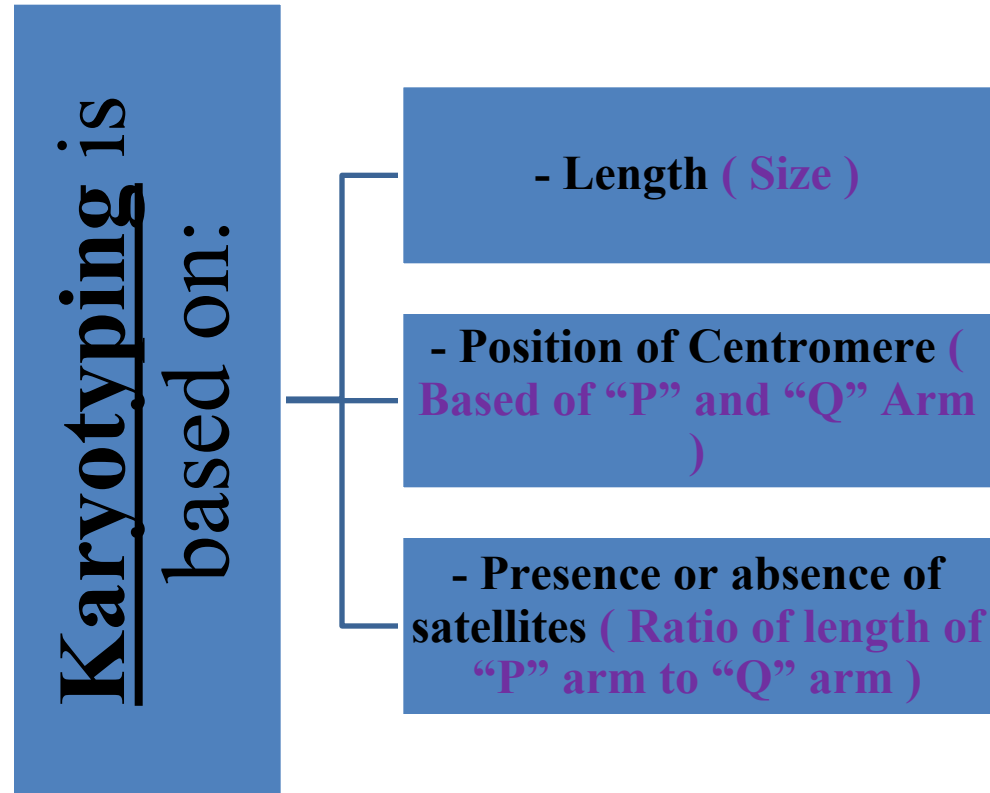 Karyotyping is
based on:
- Length ( Size )
- Position of Centromere (
Based of “P” and “Q” Arm
)
- Presence or absence of
satellites ( Ratio of length of
“P” arm to “Q” arm )